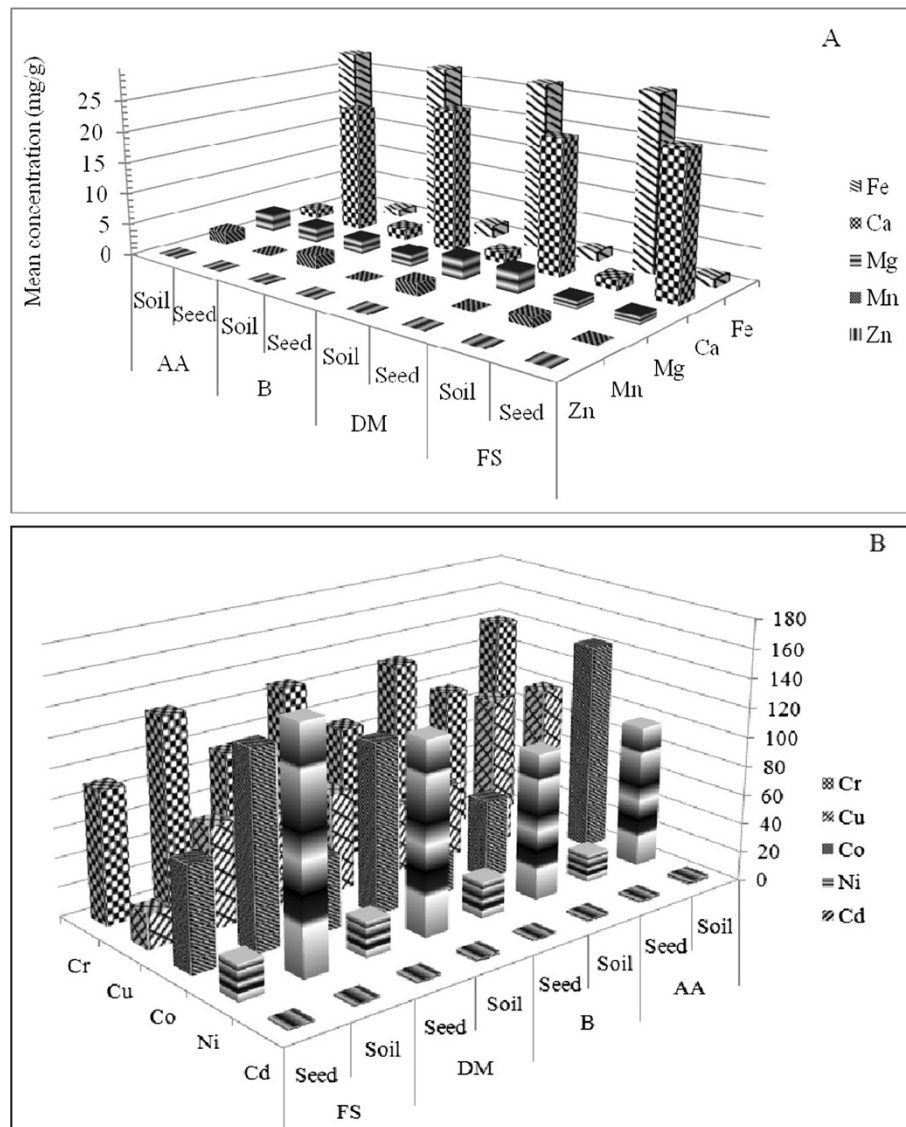 A
Mean concentration (mg/g)
25
20
15
10
5
0
Soil
Seed
Soil
Seed
Soil
Seed
Soil
Seed
AA
B
DM
FS
Zn
Mn
Mg
Ca
Fe
Fe
Ca
Mg
Mn
Zn
B
180
160
140
120
100
80
60
40
20
0
Cr
Cu
Co
Ni
Cd
Cr
Cu
Co
Ni
Cd
Seed
Soil
Seed
Soil
Seed
Soil
Seed
Soil
FS
DM
B
AA